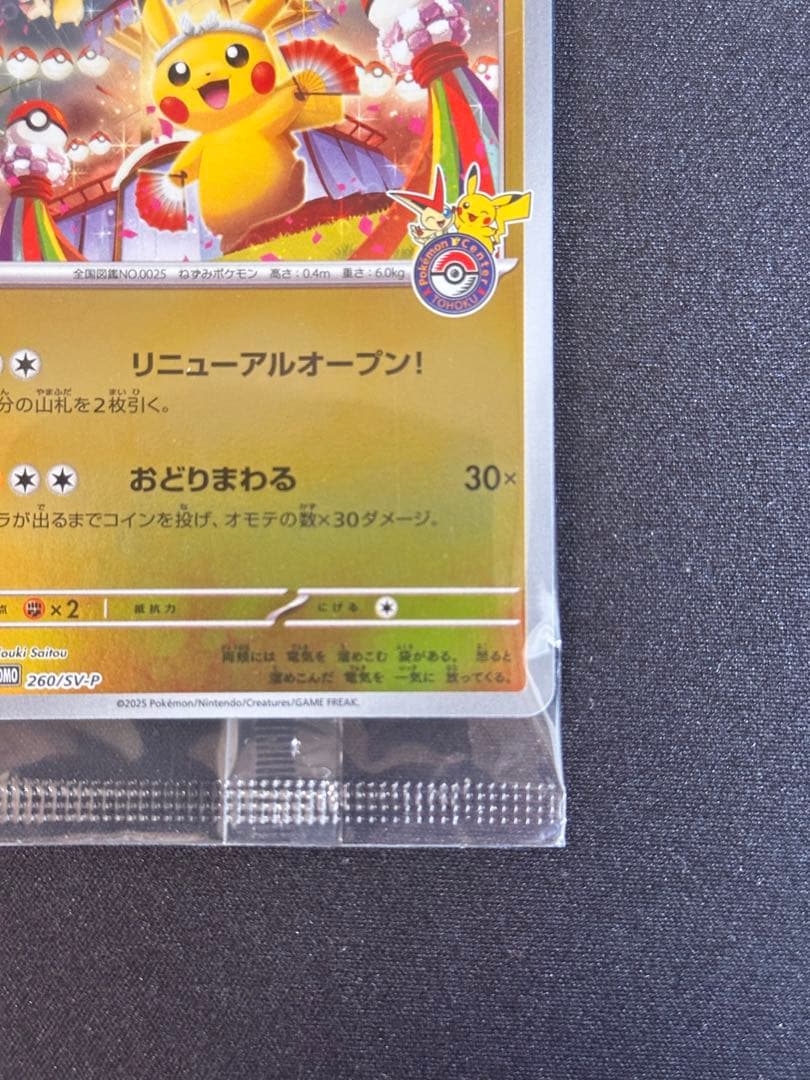 Pokémon Center
TOHOKU
全国図鑑NO.0025 ねずみポケモン 高さ：0.4m 重さ：6.0kg
リニューアルオープン！
分の山札を2枚引く。
おどりまわる 30×
ラが出るまでコインを投げ、オモテの数×30ダメージ。
点 ×2 抵抗力 にげる
ouki Saitou
両頬には 電気を 溜めこむ 袋がある。 怒ると
OMO 260/SV-P 溜めこんだ 電気を 一気に 放ってくる。
©2025 Pokémon/Nintendo/Creatures/GAME FREAK.